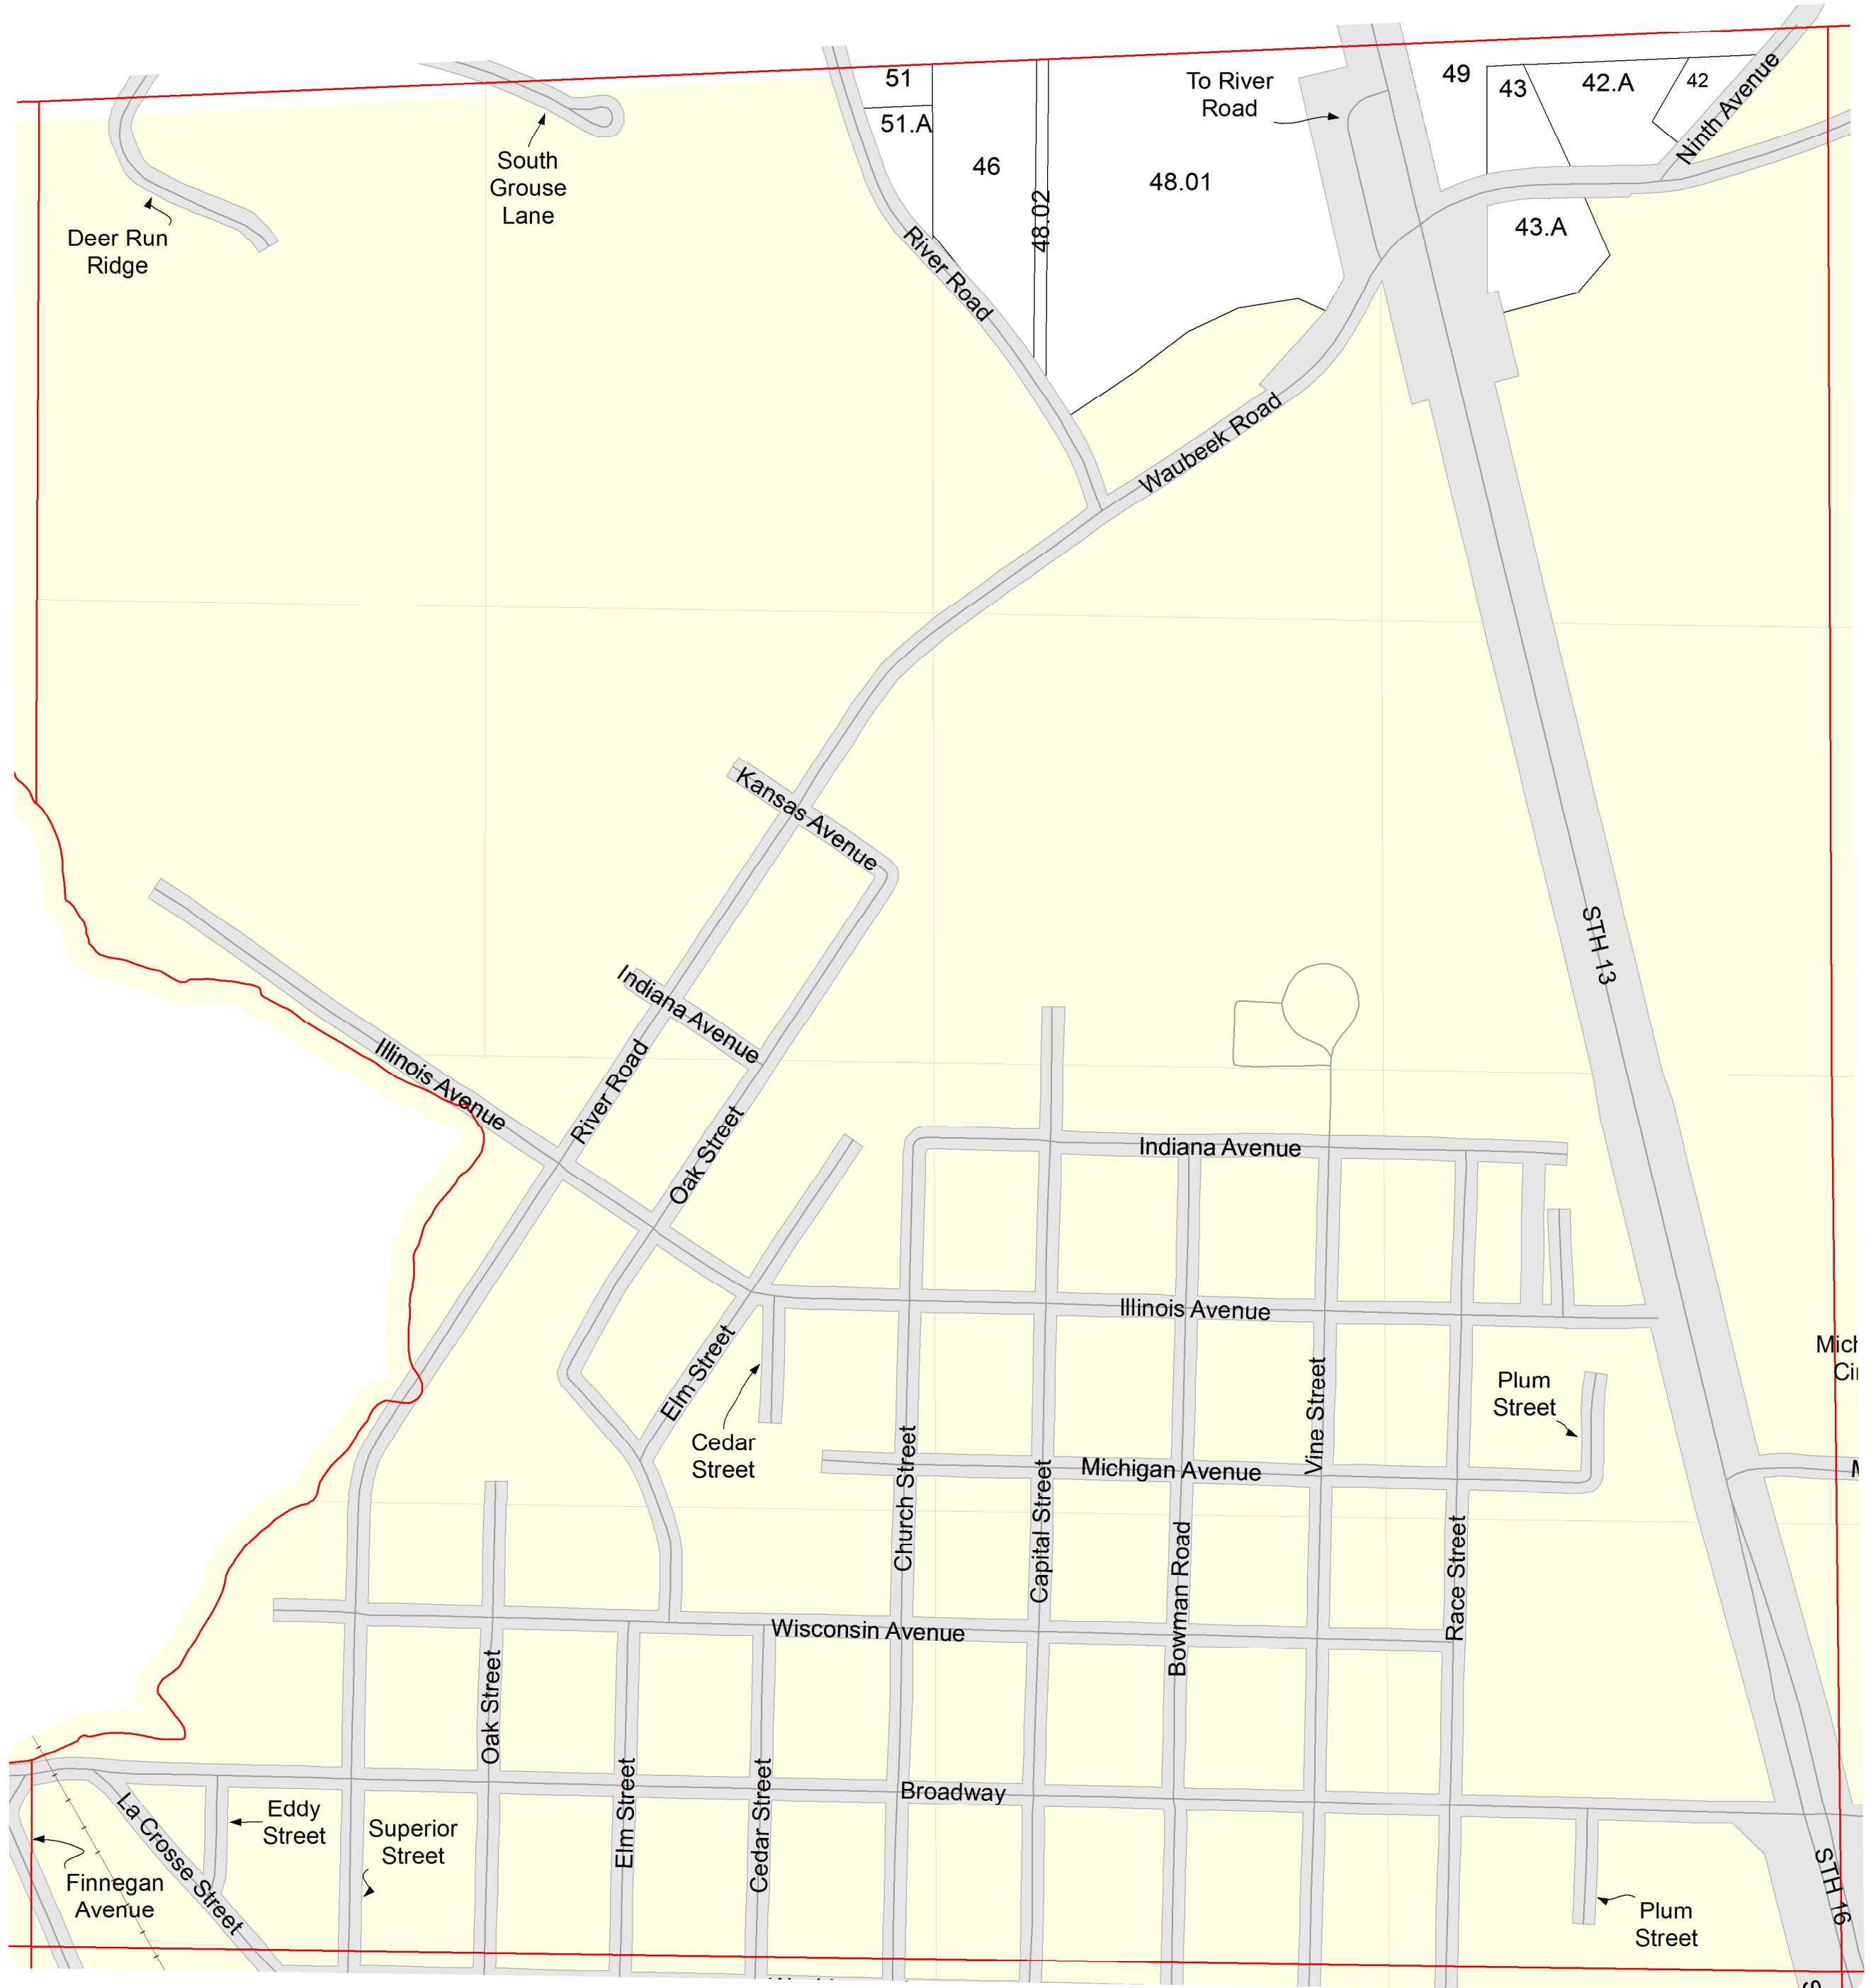 51
51.A
46
48.02
48.01
To River
Road
49
43
42.A
42
Ninth Avenue
43.A
South
Grouse
Lane
Deer Run
Ridge
River Road
Waubeek Road
Kansas Avenue
STH 13
Indiana Avenue
Illinois Avenue
River Road
Oak Street
Indiana Avenue
Illinois Avenue
Elm Street
Cedar
Street
Vine Street
Plum
Street
Church Street
Capital Street
Michigan Avenue
Bowman Road
Race Street
Wisconsin Avenue
Oak Street
Elm Street
Cedar Street
Broadway
Eddy
Street
Superior
Street
La Crosse Street
Finnegan
Avenue
Plum
Street
STH 16